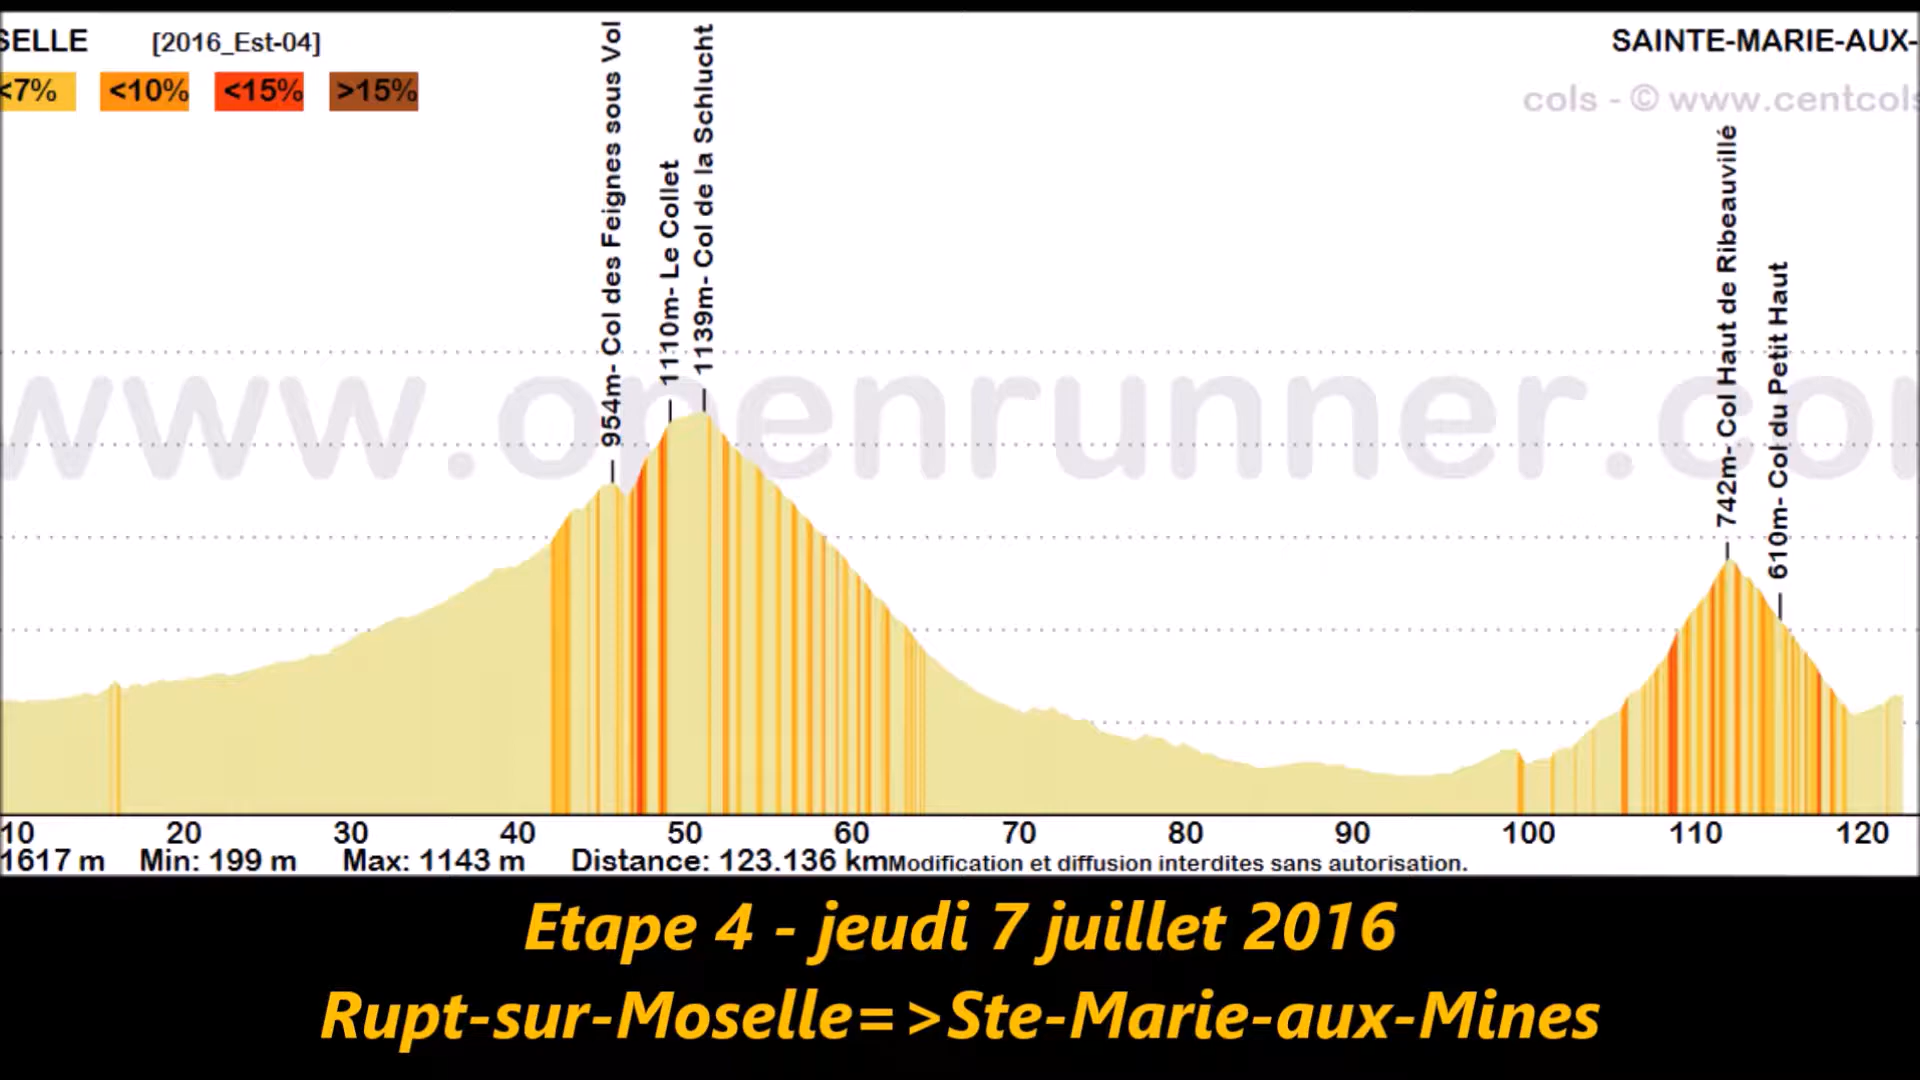 SELLE [2016_Est-04] SAINTE-MARIE-AUX-
<7% <10% <15% >15%
cols - © www.centcols
954m- Col des Feignes sous Vol
1110m- Le Collet
1139m- Col de la Schlucht
742m- Col Haut de Ribeauvillé
610m- Col du Petit Haut
www.openrunner.co
10 20 30 40 50 60 70 80 90 100 110 120
1617 m Min: 199 m Max: 1143 m Distance: 123.136 km Modification et diffusion interdites sans autorisation.
Etape 4 - jeudi 7 juillet 2016
Rupt-sur-Moselle=>Ste-Marie-aux-Mines